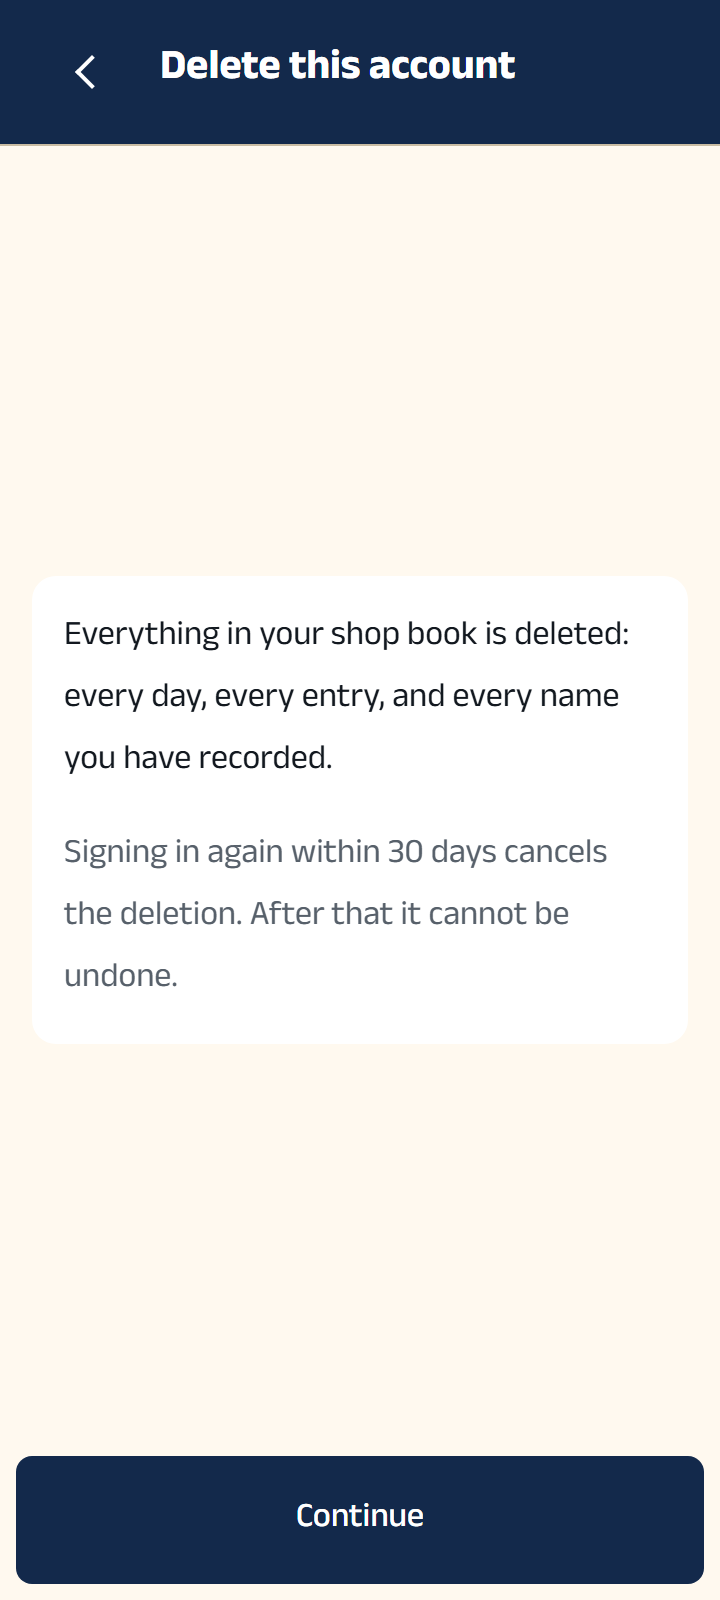 Delete this account
Everything in your shop book is deleted:
every day, every entry, and every name
you have recorded.
Signing in again within 30 days cancels
the deletion. After that it cannot be
undone.
Continue